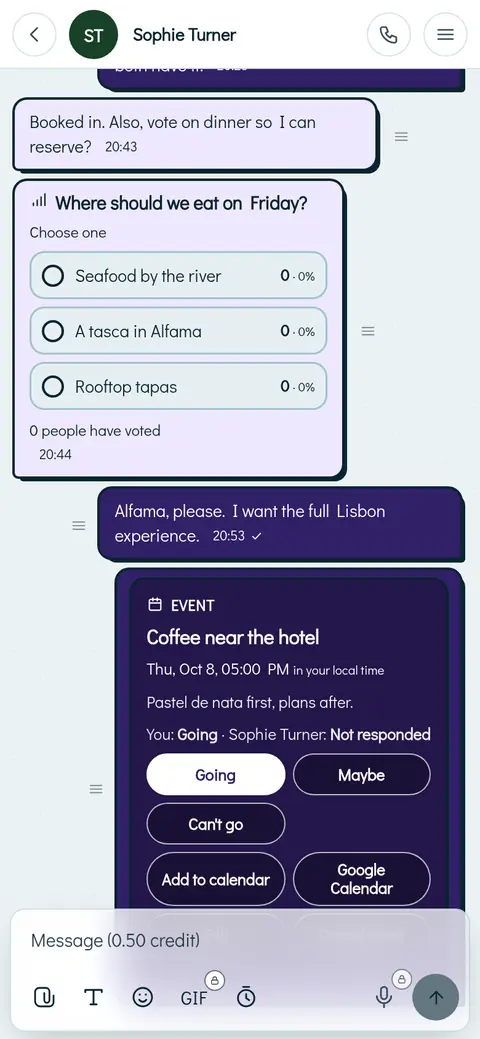 ST Sophie Turner
Booked in. Also, vote on dinner so I can
reserve? 20:43
Where should we eat on Friday?
Choose one
Seafood by the river 0 · 0%
A tasca in Alfama 0 · 0%
Rooftop tapas 0 · 0%
0 people have voted
20:44
Alfama, please. I want the full Lisbon
experience. 20:53
EVENT
Coffee near the hotel
Thu, Oct 8, 05:00 PM in your local time
Pastel de nata first, plans after.
You: Going · Sophie Turner: Not responded
Going Maybe
Can't go
Add to calendar Google
Calendar
Message (0.50 credit)
GIF